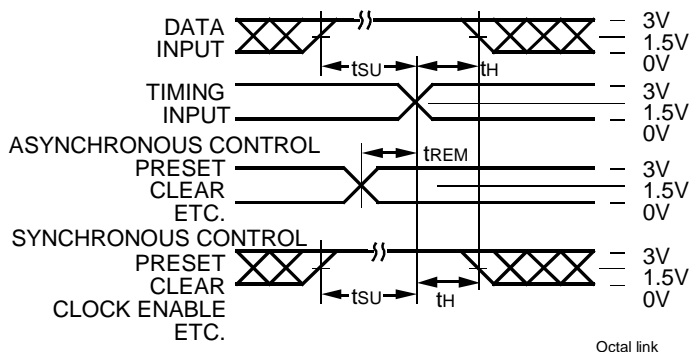 DATA
INPUT
3V
1.5V
0V
tSU
tH
TIMING
INPUT
3V
1.5V
0V
ASYNCHRONOUS CONTROL
PRESET
CLEAR
ETC.
tREM
3V
1.5V
0V
SYNCHRONOUS CONTROL
PRESET
CLEAR
CLOCK ENABLE
ETC.
tSU
tH
3V
1.5V
0V
Octal link